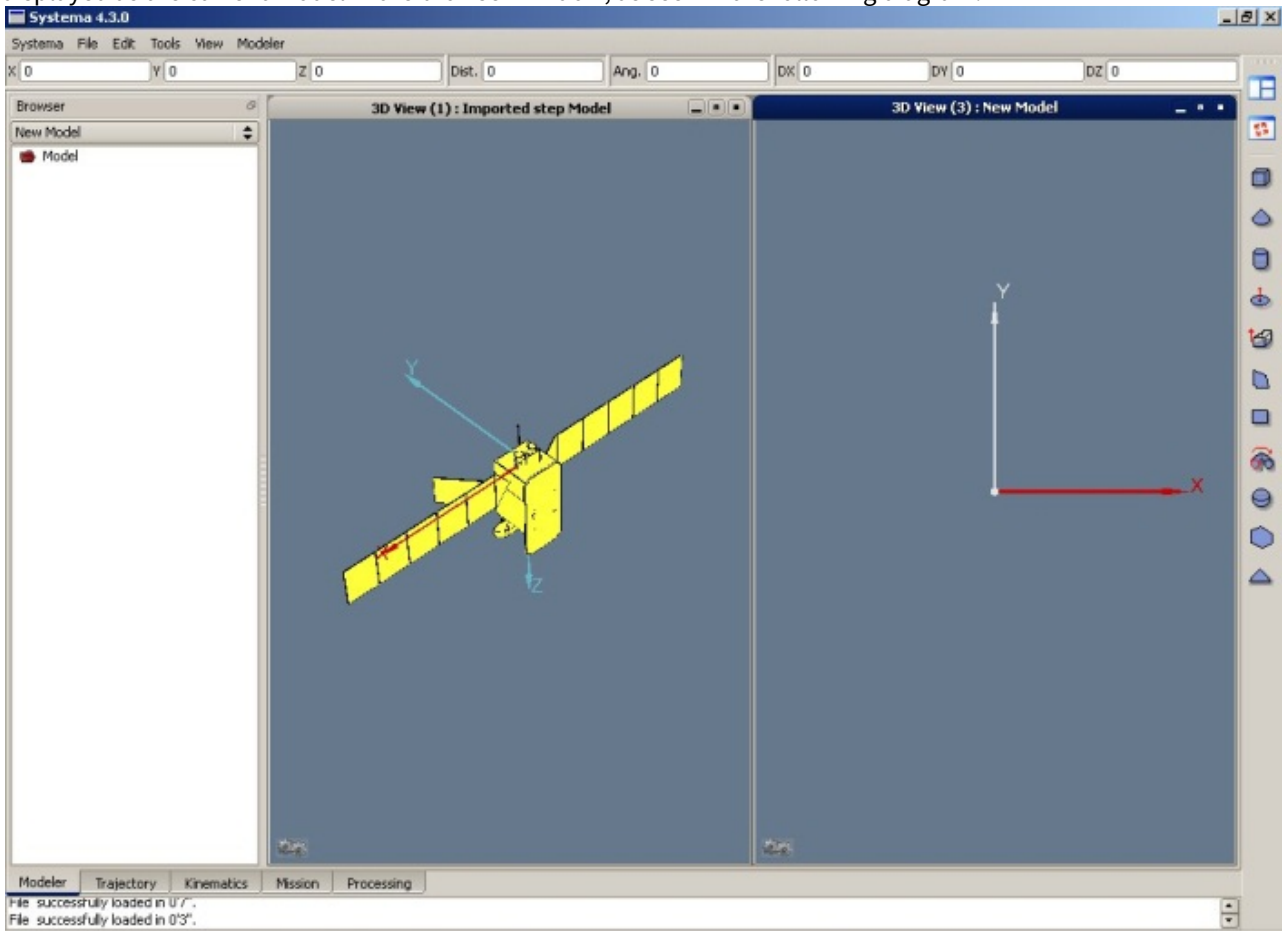 Systema 4.3.0
Systema File Edit Tools View Modeler
X 0 Y 0 Z 0 Dist. 0 Ang. 0 DX 0 DY 0 DZ 0
Browser
New Model
Model
3D View (1) : Imported step Model
Y
X
Z
3D View (3) : New Model
Y
X
Modeler Trajectory Kinematics Mission Processing
File successfully loaded in 0'7".
File successfully loaded in 0'3".